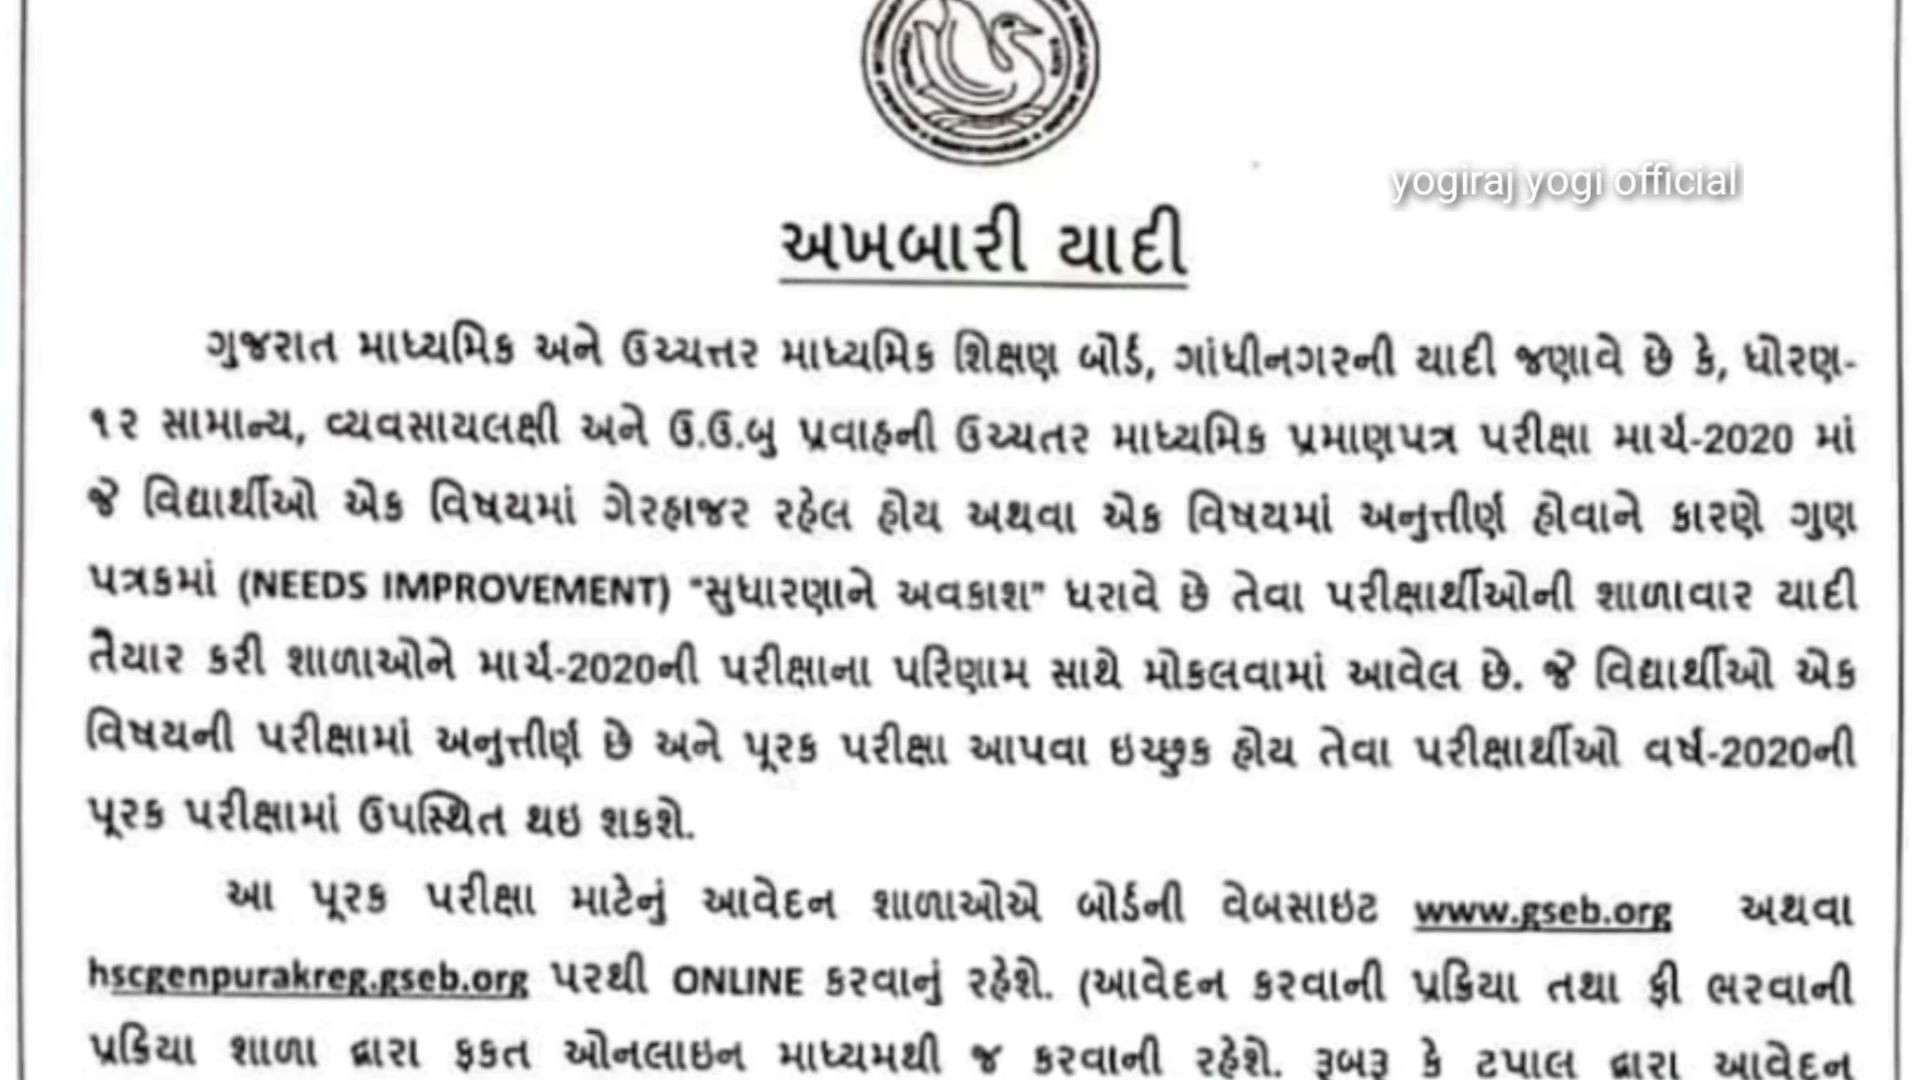 yogiraj yogi official
અખબારી યાદી
ગુજરાત માધ્યમિક અને ઉચ્ચત્તર માધ્યમિક શિક્ષણ બોર્ડ, ગાંધીનગરની યાદી જણાવે છે કે, ધોરણ-
૧૨ સામાન્ય, વ્યવસાયલક્ષી અને ઉ.ઉ.બુ પ્રવાહની ઉચ્ચતર માધ્યમિક પ્રમાણપત્ર પરીક્ષા માર્ચ-2020 માં
જે વિદ્યાર્થીઓ એક વિષયમાં ગેરહાજર રહેલ હોય અથવા એક વિષયમાં અનુત્તીર્ણ હોવાને કારણે ગુણ
પત્રકમાં (NEEDS IMPROVEMENT) "સુધારણાને અવકાશ" ધરાવે છે તેવા પરીક્ષાર્થીઓની શાળાવાર યાદી
તૈયાર કરી શાળાઓને માર્ચ-2020ની પરીક્ષાના પરિણામ સાથે મોકલવામાં આવેલ છે. જે વિદ્યાર્થીઓ એક
વિષયની પરીક્ષામાં અનુત્તીર્ણ છે અને પૂરક પરીક્ષા આપવા ઇચ્છુક હોય તેવા પરીક્ષાર્થીઓ વર્ષ-2020ની
પૂરક પરીક્ષામાં ઉપસ્થિત થઇ શકશે.
આ પૂરક પરીક્ષા માટેનું આવેદન શાળાઓએ બોર્ડની વેબસાઇટ www.gseb.org અથવા
hscgenpurakreg.gseb.org પરથી ONLINE કરવાનું રહેશે. (આવેદન કરવાની પ્રક્રિયા તથા ફી ભરવાની
પ્રક્રિયા શાળા દ્વારા ફકત ઓનલાઇન માધ્યમથી જ કરવાની રહેશે. રૂબરૂ કે ટપાલ દ્વારા આવેદન